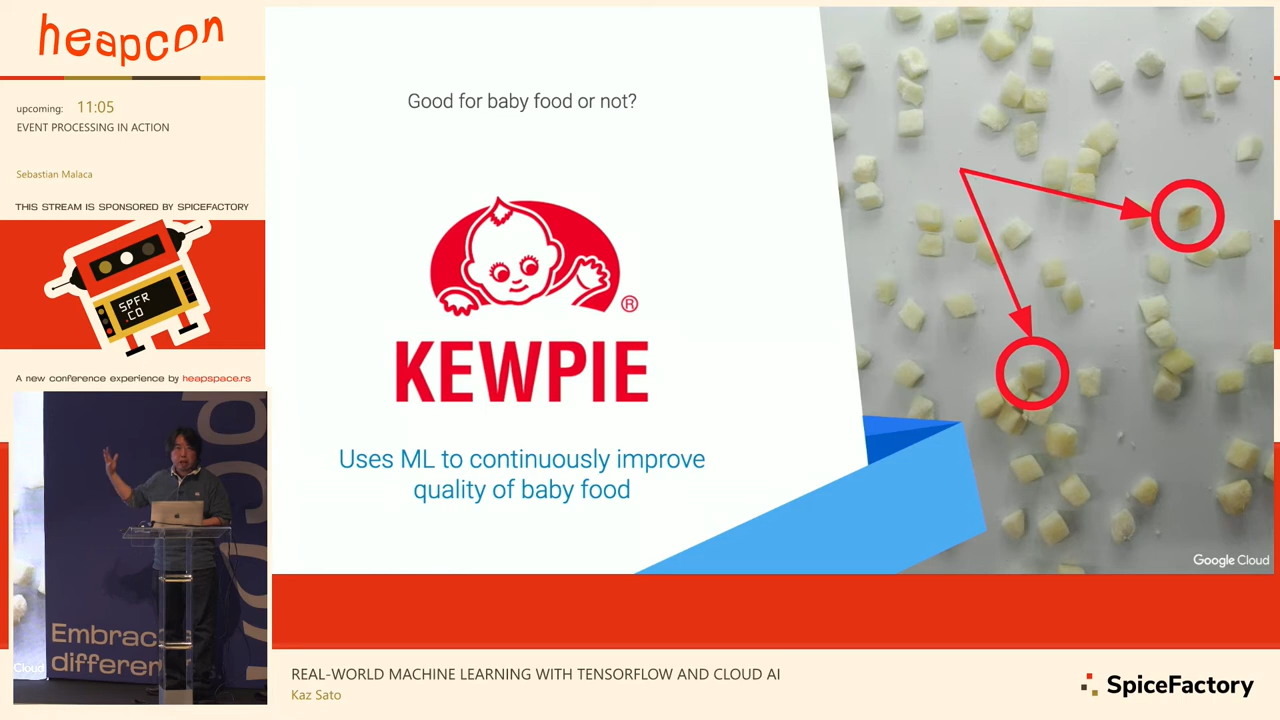 heapcon
upcoming: 11:05
EVENT PROCESSING IN ACTION
Sebastian Malaca
THIS STREAM IS SPONSORED BY SPICEFACTORY
SPFR
.CO
A new conference experience by heapspace.rs
Good for baby food or not?
®
KEWPIE
Uses ML to continuously improve
quality of baby food
Google Cloud
Cloud
REAL-WORLD MACHINE LEARNING WITH TENSORFLOW AND CLOUD AI
Kaz Sato
SpiceFactory